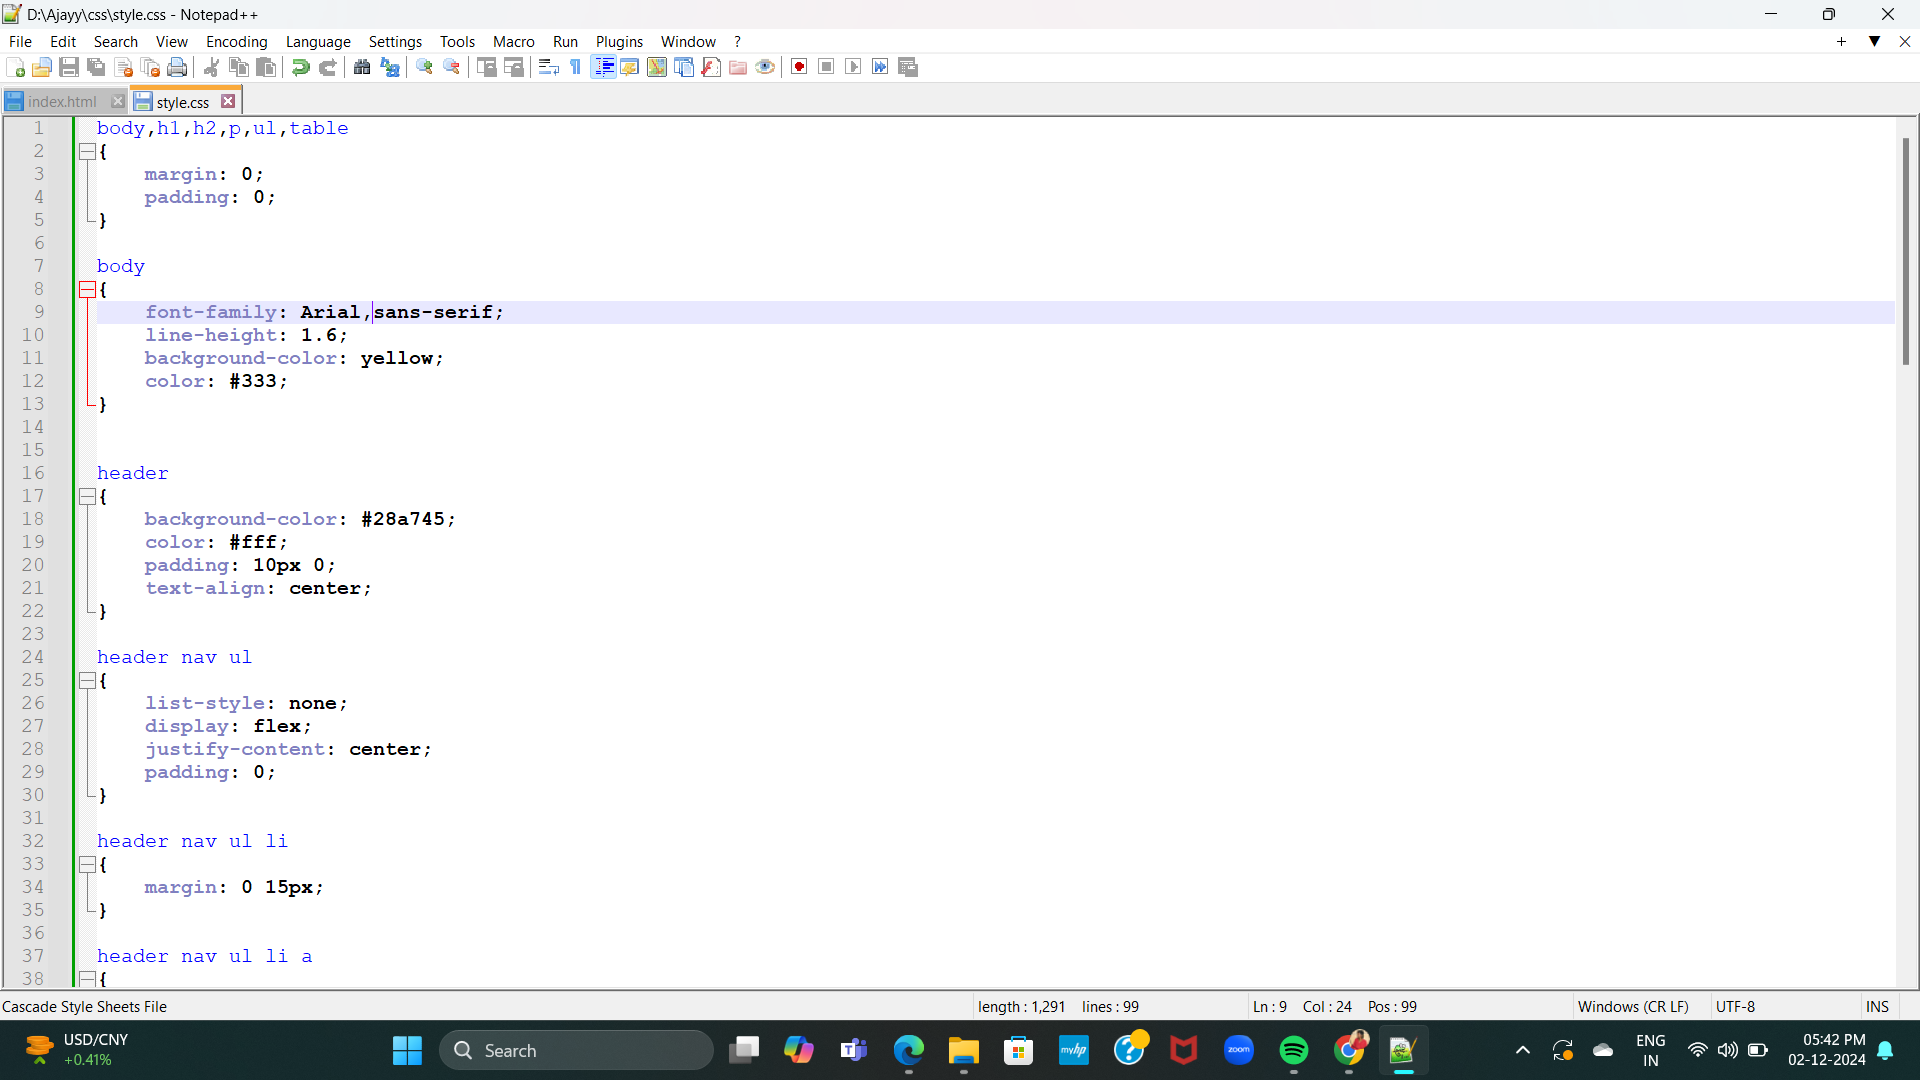 D:\Ajayy\css\style.css - Notepad++
File Edit Search View Encoding Language Settings Tools Macro Run Plugins Window ?
index.html style.css
1 body,h1,h2,p,ul,table
2 {
3 margin: 0;
4 padding: 0;
5 }
6
7 body
8 {
9 font-family: Arial,sans-serif;
10 line-height: 1.6;
11 background-color: yellow;
12 color: #333;
13 }
14
15
16 header
17 {
18 background-color: #28a745;
19 color: #fff;
20 padding: 10px 0;
21 text-align: center;
22 }
23
24 header nav ul
25 {
26 list-style: none;
27 display: flex;
28 justify-content: center;
29 padding: 0;
30 }
31
32 header nav ul li
33 {
34 margin: 0 15px;
35 }
36
37 header nav ul li a
38 {
Cascade Style Sheets File length : 1,291 lines : 99 Ln : 9 Col : 24 Pos : 99 Windows (CR LF) UTF-8 INS
USD/CNY
+0.41%
Search
myhp
zoom
ENG
IN
05:42 PM
02-12-2024